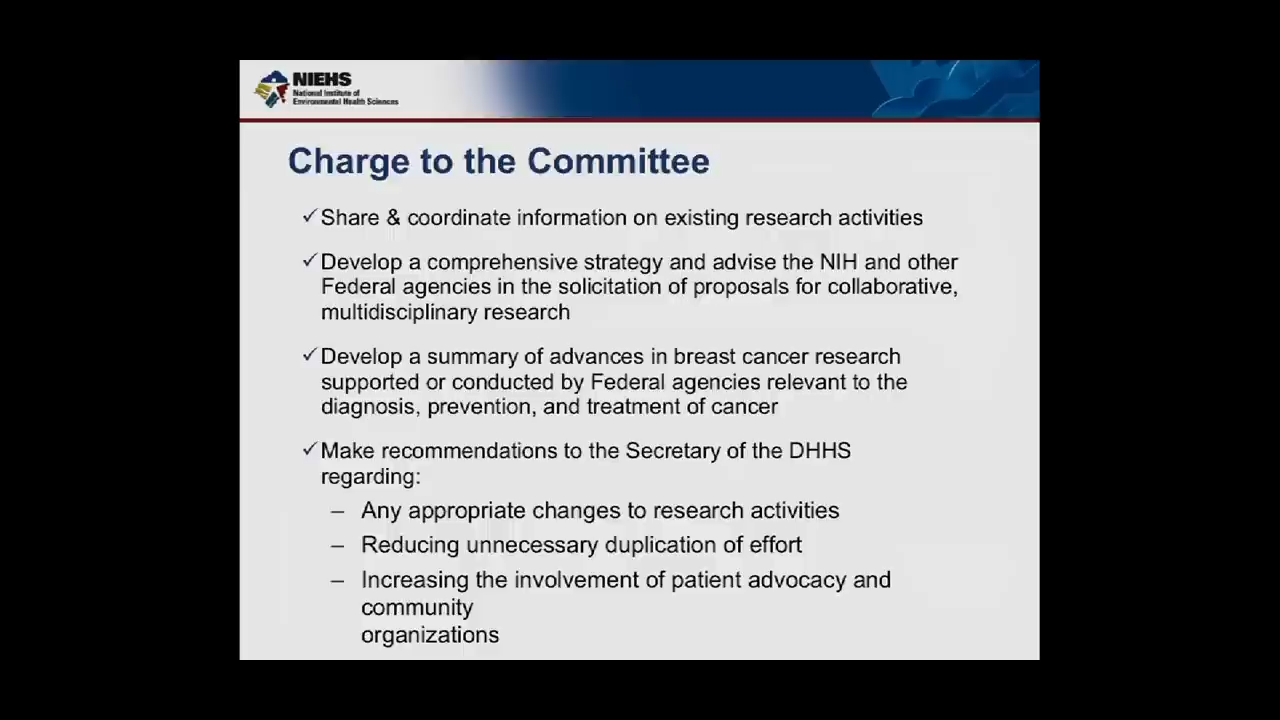 NIEHS
National Institute of
Environmental Health Sciences
Charge to the Committee
✓Share & coordinate information on existing research activities
✓Develop a comprehensive strategy and advise the NIH and other
Federal agencies in the solicitation of proposals for collaborative,
multidisciplinary research
✓Develop a summary of advances in breast cancer research
supported or conducted by Federal agencies relevant to the
diagnosis, prevention, and treatment of cancer
✓Make recommendations to the Secretary of the DHHS
regarding:
– Any appropriate changes to research activities
– Reducing unnecessary duplication of effort
– Increasing the involvement of patient advocacy and
community
organizations